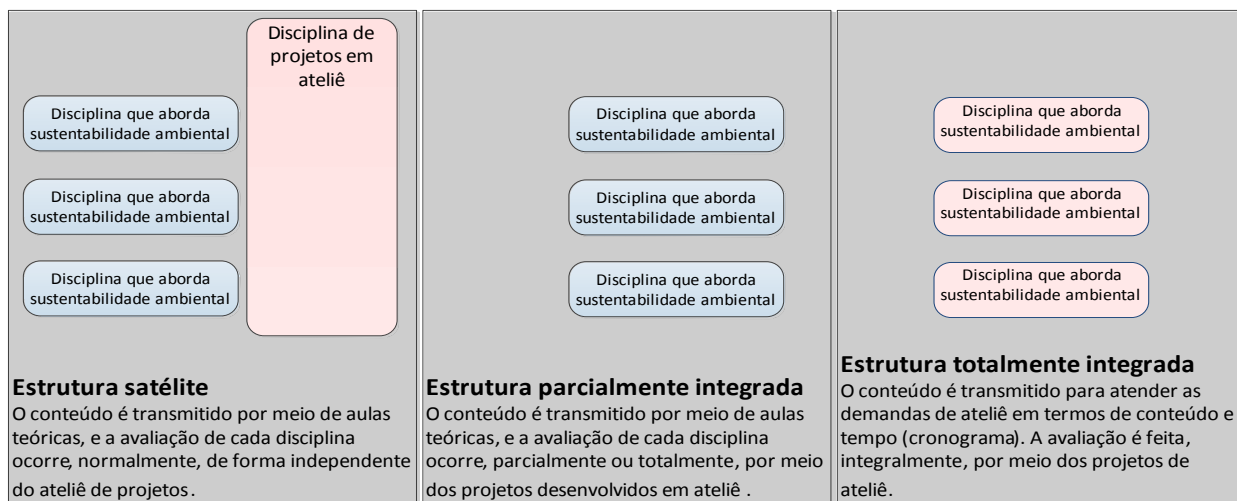 Disciplina de
projetos em
ateliê
Disciplina que aborda
sustentabilidade ambiental
Disciplina que aborda
sustentabilidade ambiental
Disciplina que aborda
sustentabilidade ambiental
Estrutura satélite
O conteúdo é transmitido por meio de aulas
teóricas, e a avaliação de cada disciplina
ocorre, normalmente, de forma independente
do ateliê de projetos.
Disciplina que aborda
sustentabilidade ambiental
Disciplina que aborda
sustentabilidade ambiental
Disciplina que aborda
sustentabilidade ambiental
Estrutura parcialmente integrada
O conteúdo é transmitido por meio de aulas
teóricas, e a avaliação de cada disciplina
ocorre, parcialmente ou totalmente, por meio
dos projetos desenvolvidos em ateliê .
Disciplina que aborda
sustentabilidade ambiental
Disciplina que aborda
sustentabilidade ambiental
Disciplina que aborda
sustentabilidade ambiental
Estrutura totalmente integrada
O conteúdo é transmitido para atender as
demandas de ateliê em termos de conteúdo e
tempo (cronograma). A avaliação é feita,
integralmente, por meio dos projetos de
ateliê.